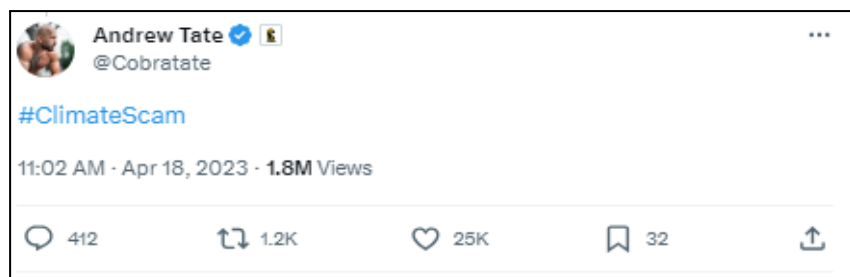 Andrew Tate
@Cobratate
#ClimateScam
11:02 AM · Apr 18, 2023 · 1.8M Views
412 1.2K 25K 32